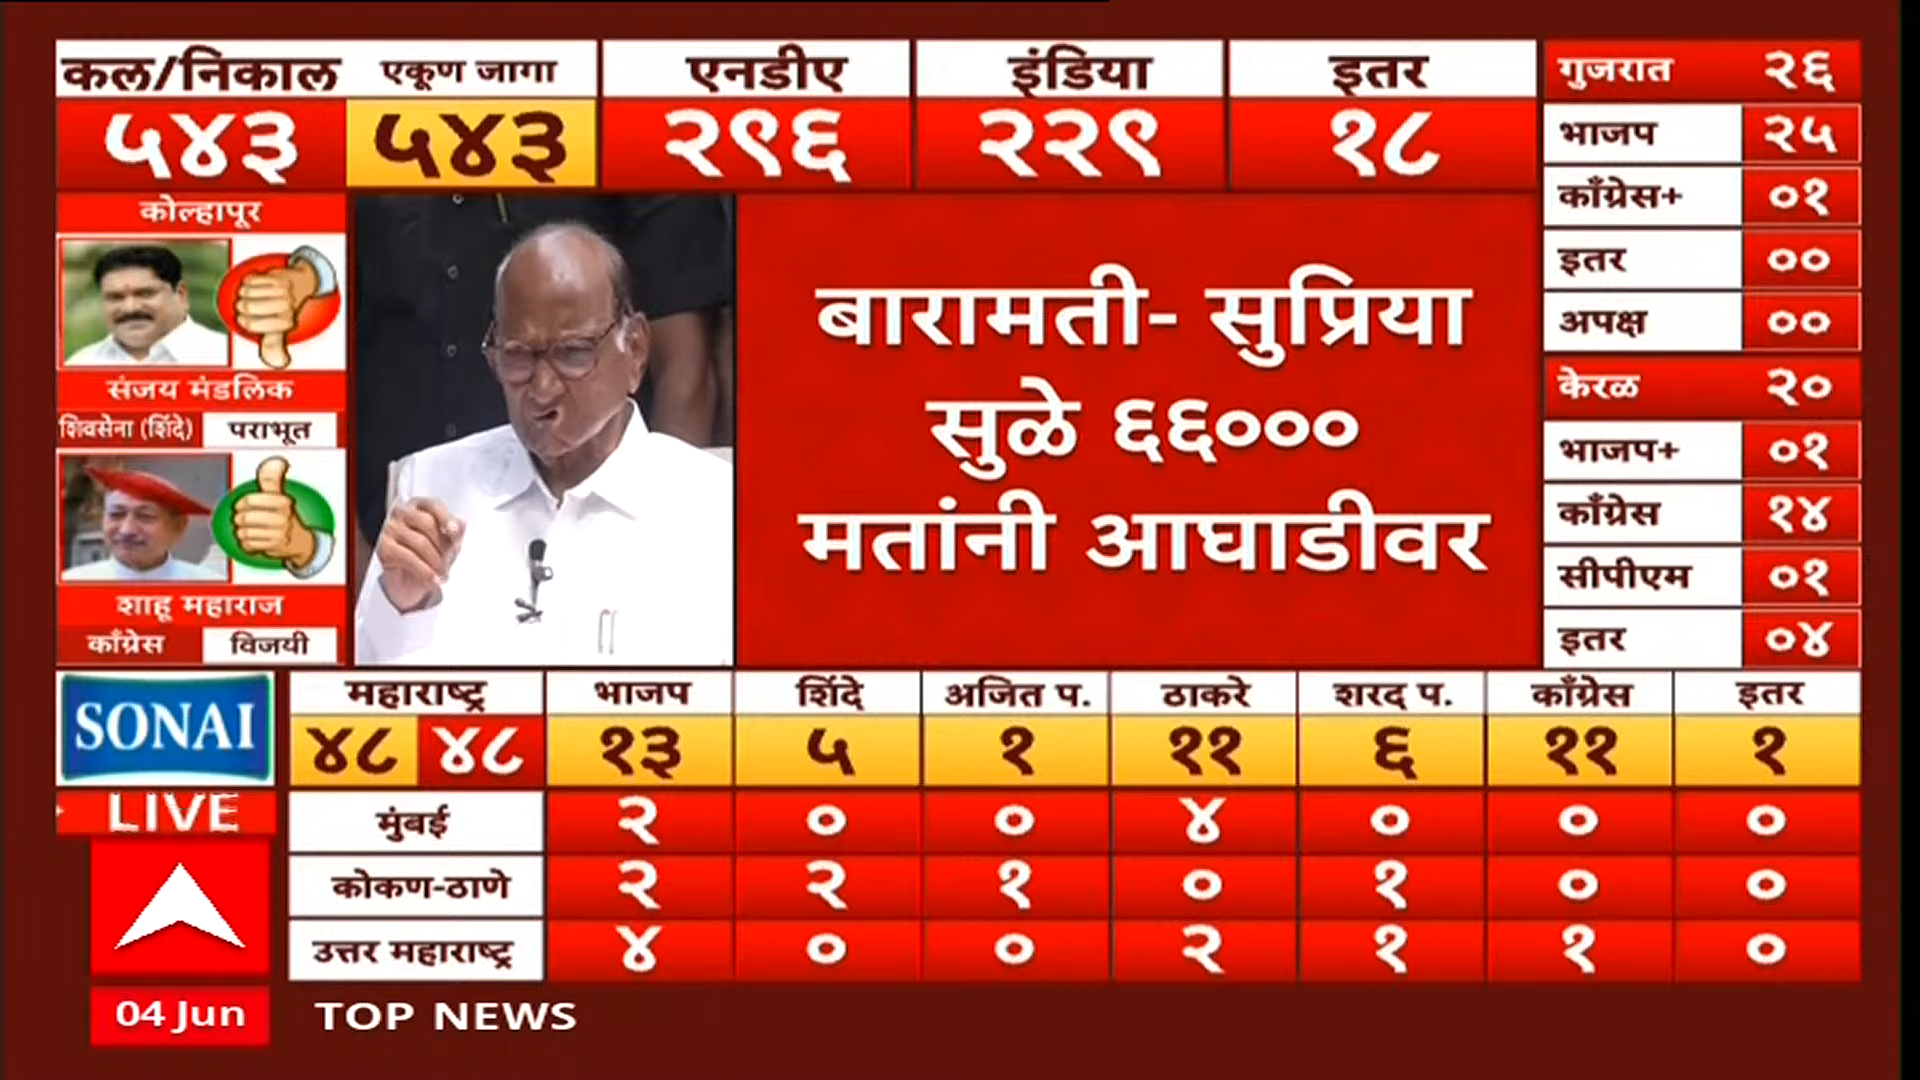 कल/निकाल एकूण जागा एनडीए इंडिया इतर
५४३ ५४३ २९६ २२९ १८
कोल्हापूर
संजय मंडलिक
शिवसेना (शिंदे) पराभूत
शाहू महाराज
काँग्रेस विजयी
बारामती- सुप्रिया
सुळे ६६०००
मतांनी आघाडीवर
गुजरात २६
भाजप २५
काँग्रेस+ ०१
इतर ००
अपक्ष ००
केरळ २०
भाजप+ ०१
काँग्रेस १४
सीपीएम ०१
इतर ०४
SONAI
महाराष्ट्र भाजप शिंदे अजित प. ठाकरे शरद प. काँग्रेस इतर
४८ ४८ १३ ५ १ ११ ६ ११ १
मुंबई २ ० ० ४ ० ० ०
कोकण-ठाणे २ २ १ ० १ ० ०
उत्तर महाराष्ट्र ४ ० ० २ १ १ ०
LIVE
04 Jun TOP NEWS